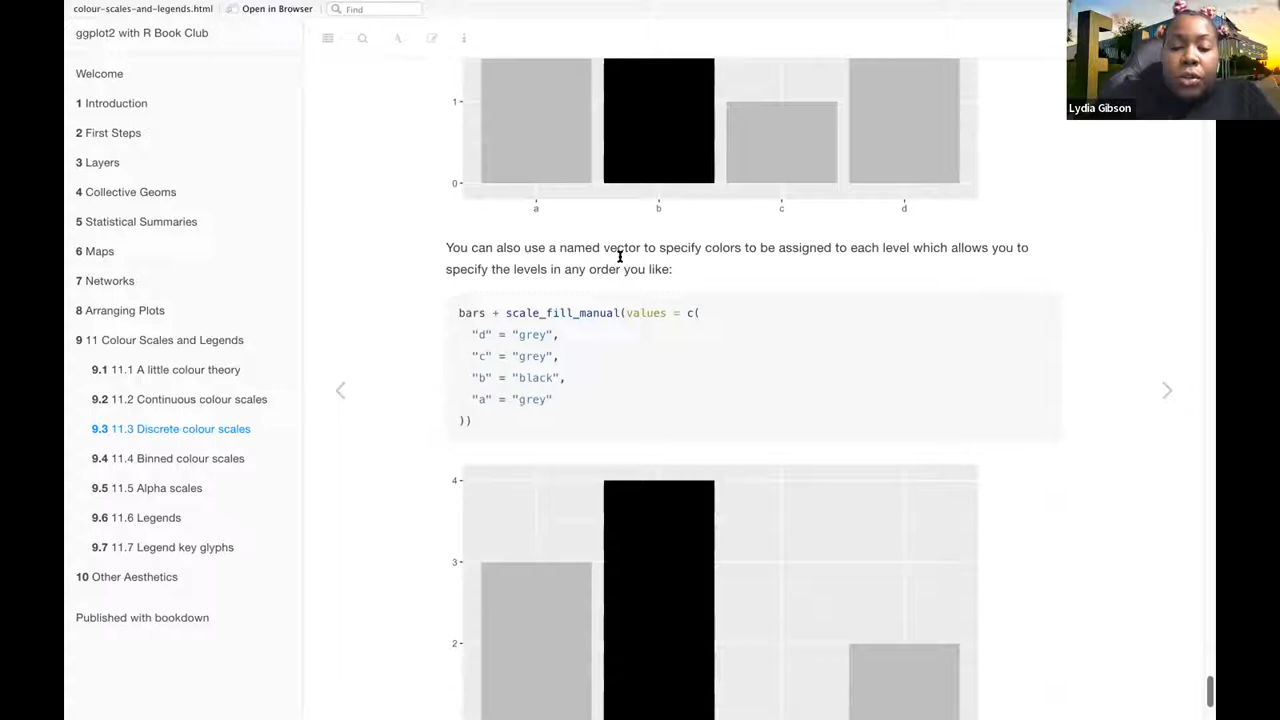 colour-scales-and-legends.html
Open in Browser
Find
ggplot2 with R Book Club
Welcome
1 Introduction
2 First Steps
3 Layers
4 Collective Geoms
5 Statistical Summaries
6 Maps
7 Networks
8 Arranging Plots
9 11 Colour Scales and Legends
9.1 11.1 A little colour theory
9.2 11.2 Continuous colour scales
9.3 11.3 Discrete colour scales
9.4 11.4 Binned colour scales
9.5 11.5 Alpha scales
9.6 11.6 Legends
9.7 11.7 Legend key glyphs
10 Other Aesthetics
Published with bookdown
A
i
1
0
a b c d
You can also use a named vector to specify colors to be assigned to each level which allows you to
specify the levels in any order you like:
bars + scale_fill_manual(values = c(
"d" = "grey",
"c" = "grey",
"b" = "black",
"a" = "grey"
))
4
3
2
Lydia Gibson